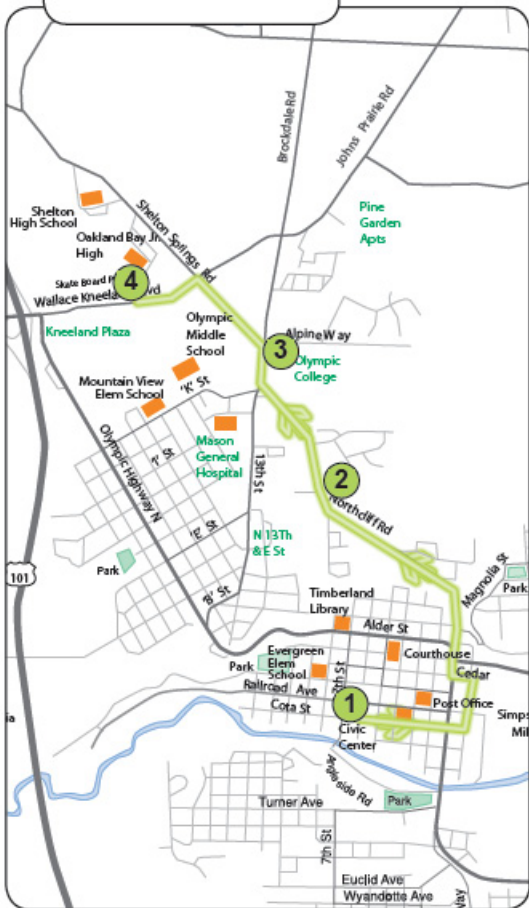 Brockdale Rd
Johns Prairie Rd
Shelton
High School
Shelton Springs Rd
Pine
Garden
Apts
Oakland Bay Jr.
High
Skate Board
4
Wallace Kneeland
Kneeland Plaza
Olympic
Middle
School
Alpine Way
3
Olympic
College
Mountain View
Elem School
'K' St
Mason
General
Hospital
Olympic Highway N
'I' St
13th St
2
Northcliff Rd
'E' St
N 13Th
& E St
Park
101
'B' St
Magnolia St
Park
Timberland
Library
Alder St
Courthouse
Evergreen
Elem
School
Park
7th St
Cedar
Railroad Ave
Cota St
1
Post Office
Civic
Center
Simps
Mil
ia
Angleside Rd
Park
Turner Ave
7th St
Euclid Ave
Wyandotte Ave